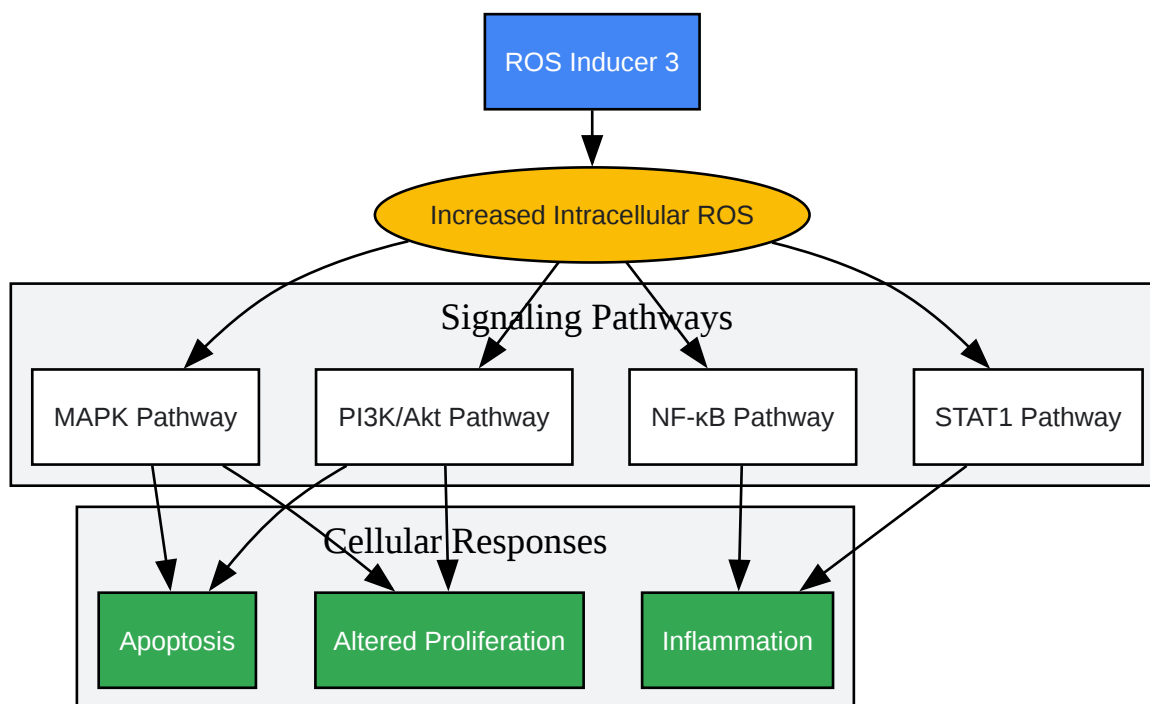 ROS Inducer 3
Increased Intracellular ROS
Signaling Pathways
MAPK Pathway
PI3K/Akt Pathway
NF-κB Pathway
STAT1 Pathway
Cellular Responses
Apoptosis
Altered Proliferation
Inflammation